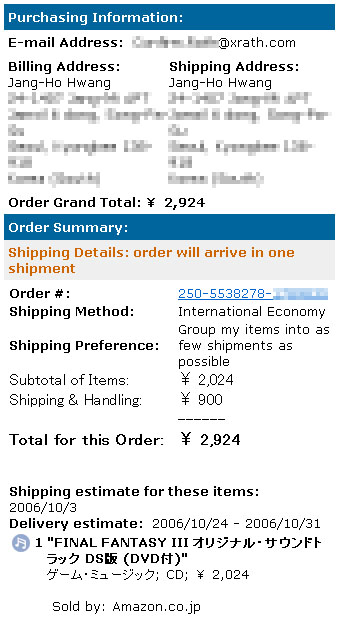 Purchasing Information:
E-mail Address: @xrath.com
Billing Address: Shipping Address:
Jang-Ho Hwang Jang-Ho Hwang
Order Grand Total: ¥ 2,924
Order Summary:
Shipping Details: order will arrive in one
shipment
Order #: 250-5538278-
Shipping Method: International Economy
Shipping Preference: Group my items into as
few shipments as
possible
Subtotal of Items: ¥ 2,024
Shipping & Handling: ¥ 900
------
Total for this Order: ¥ 2,924
Shipping estimate for these items:
2006/10/3
Delivery estimate: 2006/10/24 - 2006/10/31
1 "FINAL FANTASY III オリジナル・サウンドト
ラック DS版 (DVD付)"
ゲーム・ミュージック; CD; ¥ 2,024
Sold by: Amazon.co.jp